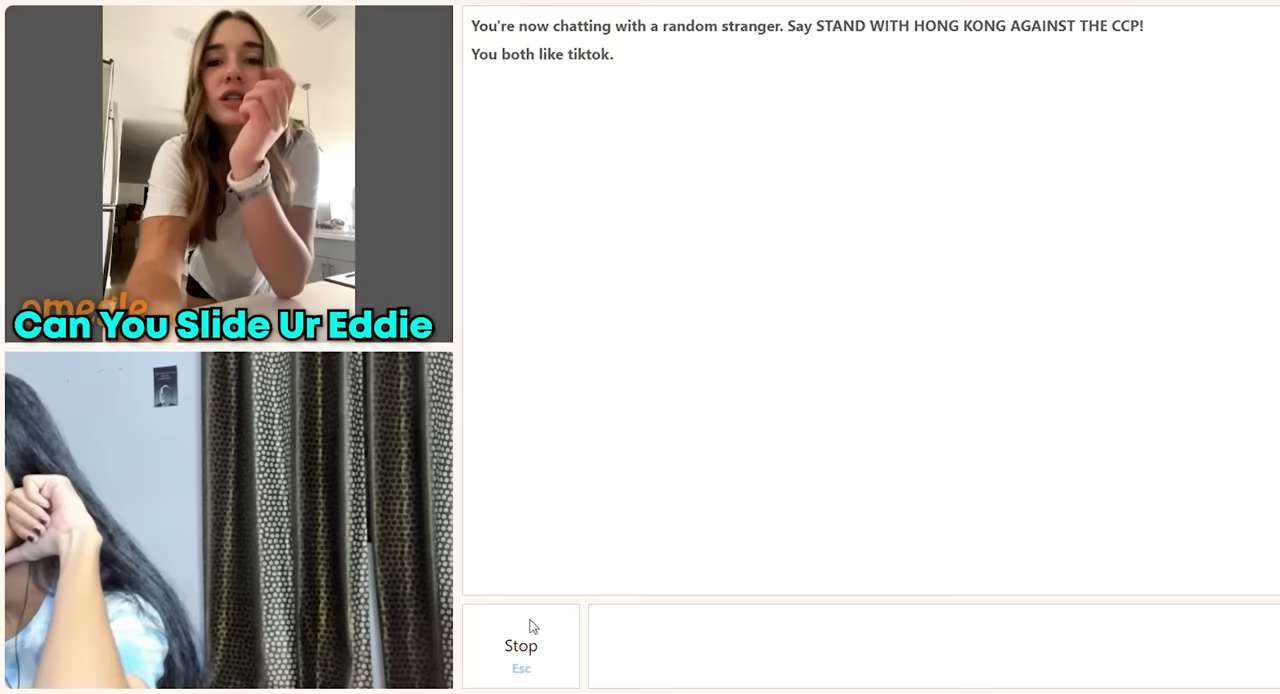 omegle
Can You Slide Ur Eddie
You're now chatting with a random stranger. Say STAND WITH HONG KONG AGAINST THE CCP!
You both like tiktok.
Stop
Esc